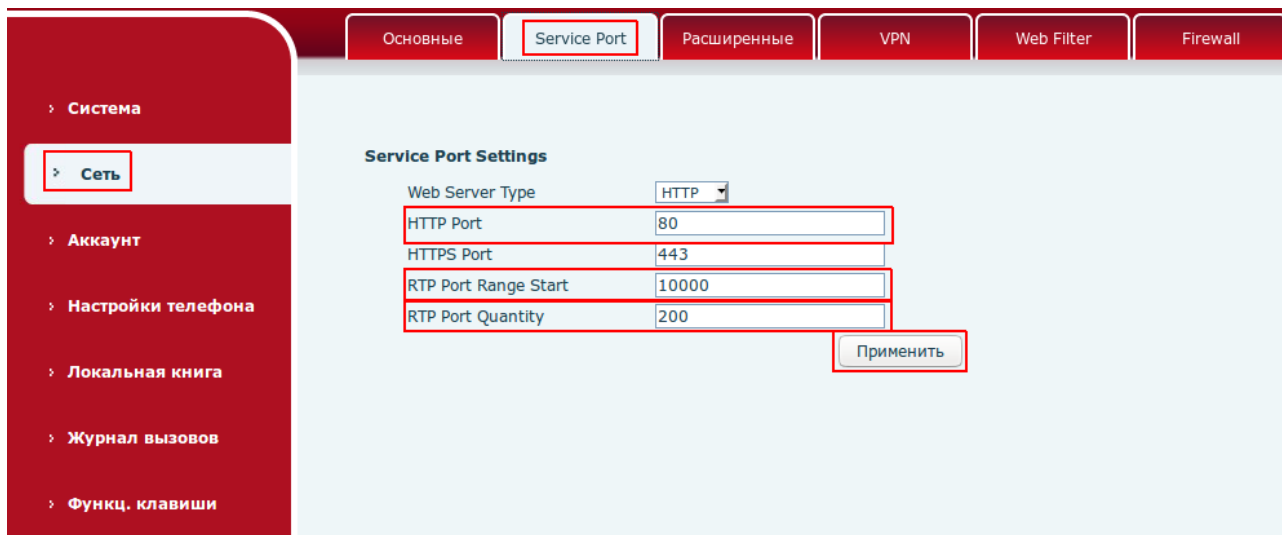 Основные Service Port Расширенные VPN Web Filter Firewall
Система
Сеть
Аккаунт
Настройки телефона
Локальная книга
Журнал вызовов
Функц. клавиши
Service Port Settings
Web Server Type HTTP
HTTP Port 80
HTTPS Port 443
RTP Port Range Start 10000
RTP Port Quantity 200
Применить